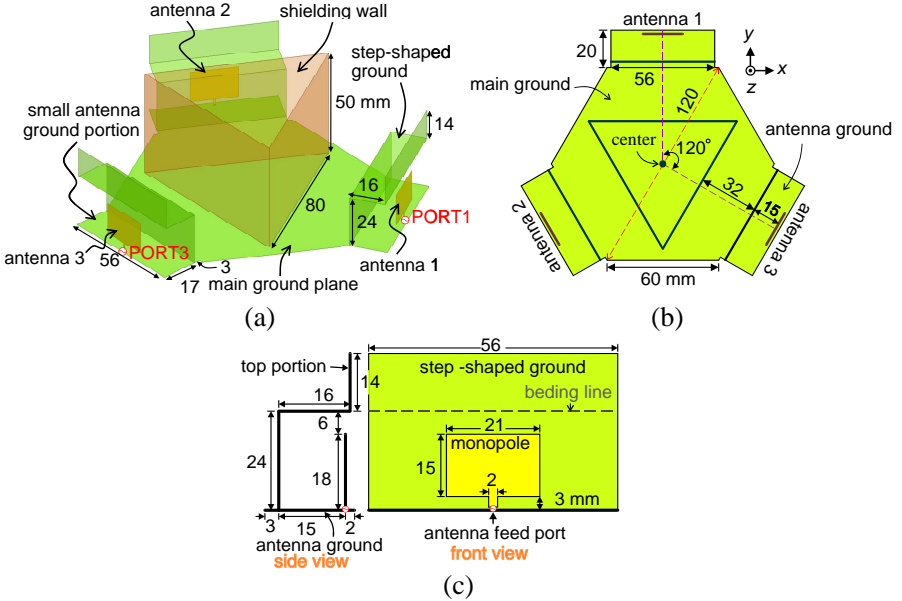 antenna 2
shielding wall
step-shaped
ground
small antenna
ground portion
50 mm
14
16
80
24
PORT1
PORT3
antenna 3
56
3
17
main ground plane
antenna 1
(a)
antenna 1
20
56
y
x
z
main ground
120
antenna ground
center
120°
32
15
antenna 2
antenna 3
60 mm
(b)
56
top portion
14
step -shaped ground
16
beding line
6
21
monopole
24
15
18
2
3 mm
3
15
2
antenna ground
antenna feed port
side view
front view
(c)